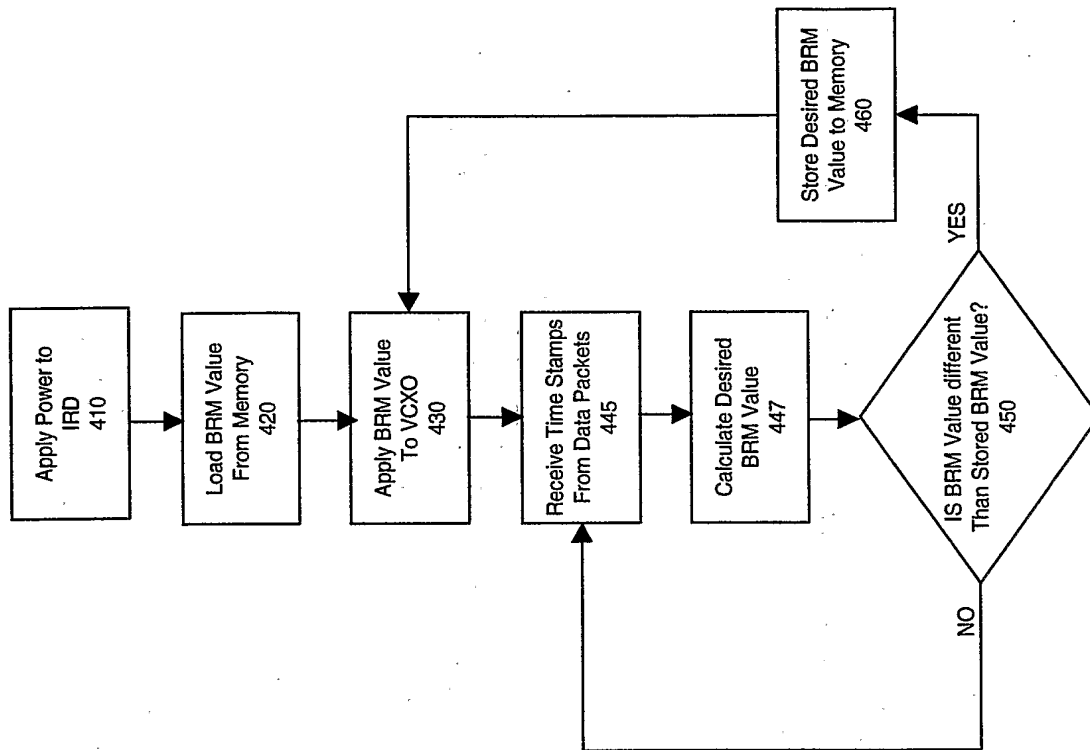 Apply Power to
IRD
410
Load BRM Value
From Memory
420
Apply BRM Value
To VCXO
430
Receive Time Stamps
From Data Packets
445
Calculate Desired
BRM Value
447
IS BRM Value different
Than Stored BRM Value?
450
NO
YES
Store Desired BRM
Value to Memory
460